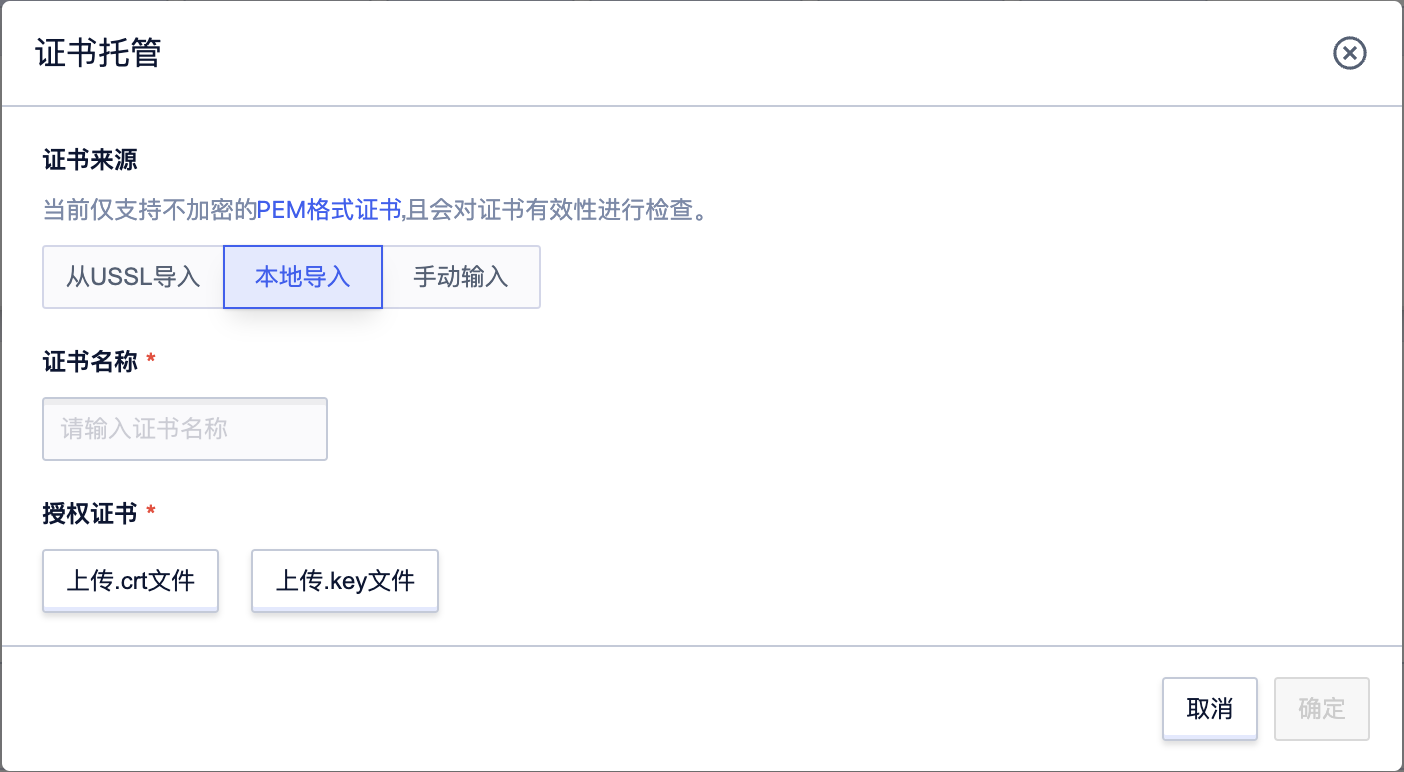 证书托管
证书来源
当前仅支持不加密的PEM格式证书,且会对证书有效性进行检查。
从USSL导入 本地导入 手动输入
证书名称 *
请输入证书名称
授权证书 *
上传.crt文件 上传.key文件
取消 确定